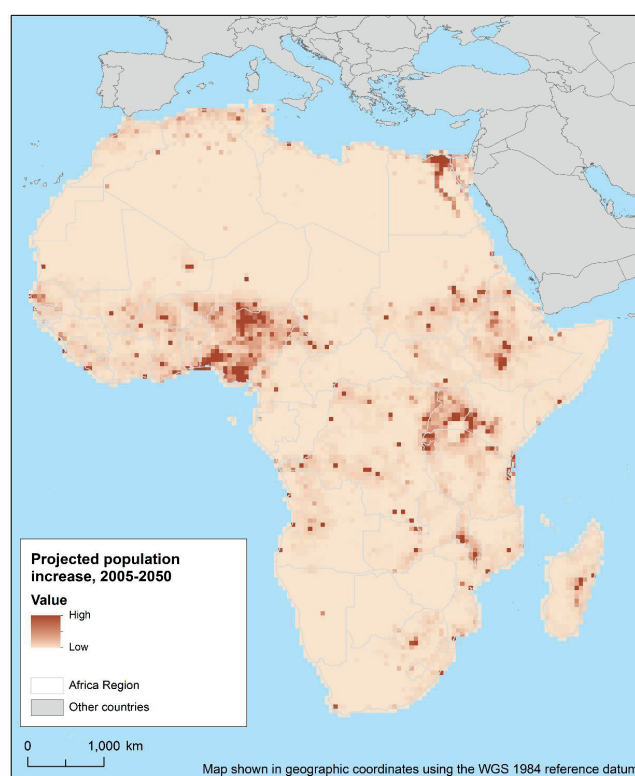 Projected population
increase, 2005-2050
Value
High
Low
Africa Region
Other countries
0 1,000 km
Map shown in geographic coordinates using the WGS 1984 reference datum